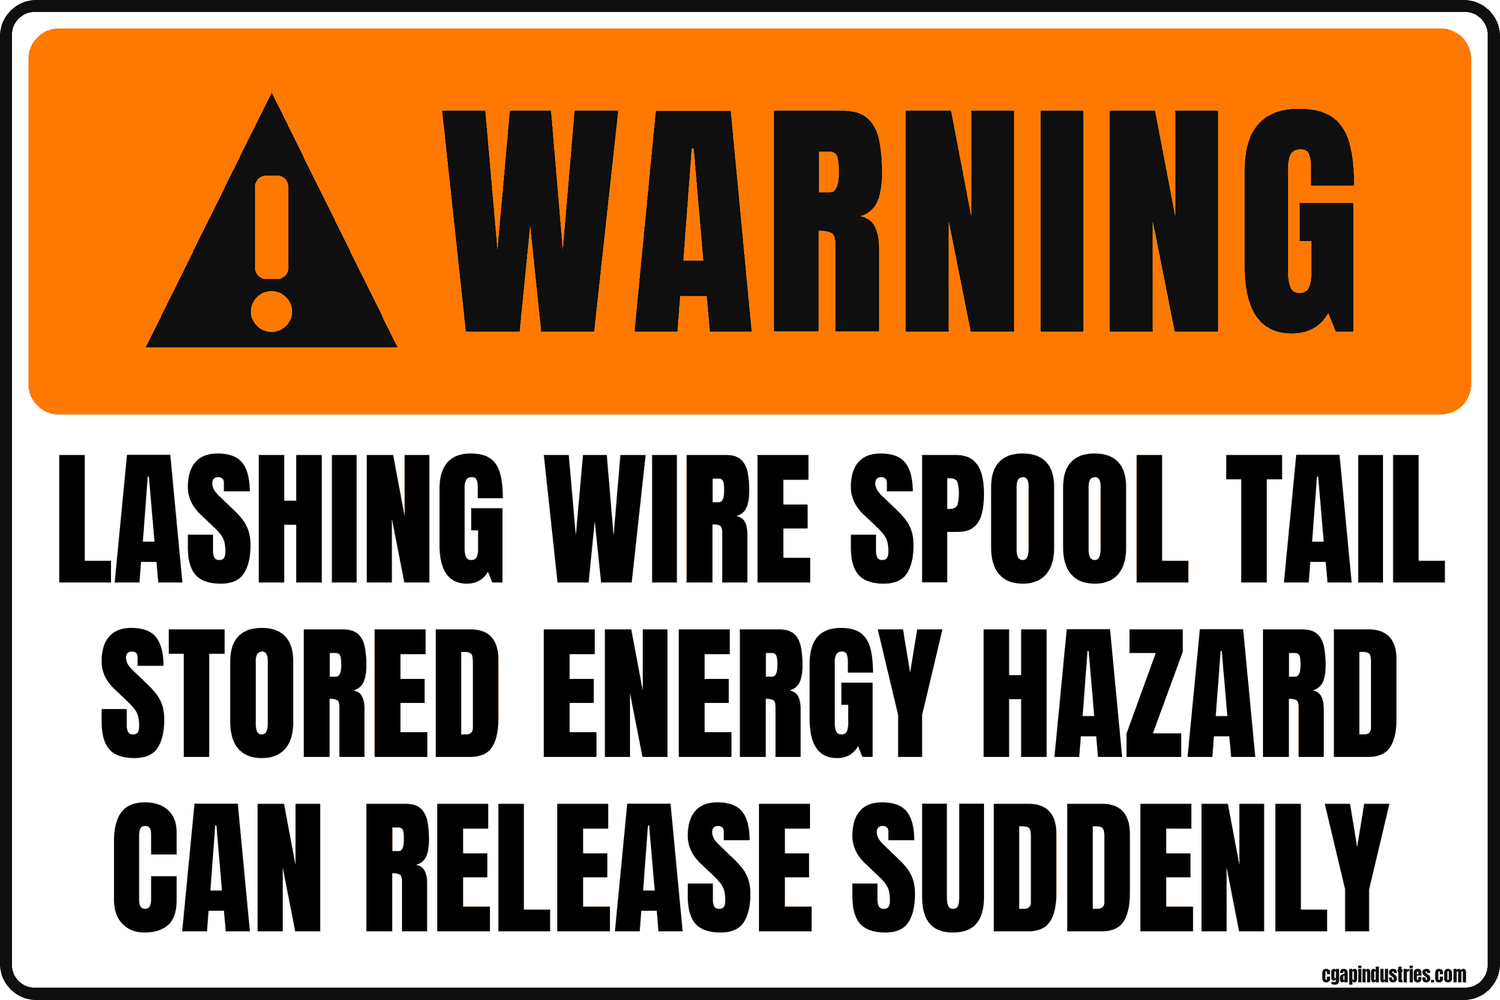 WARNING
LASHING WIRE SPOOL TAIL
STORED ENERGY HAZARD
CAN RELEASE SUDDENLY
cgapindustries.com